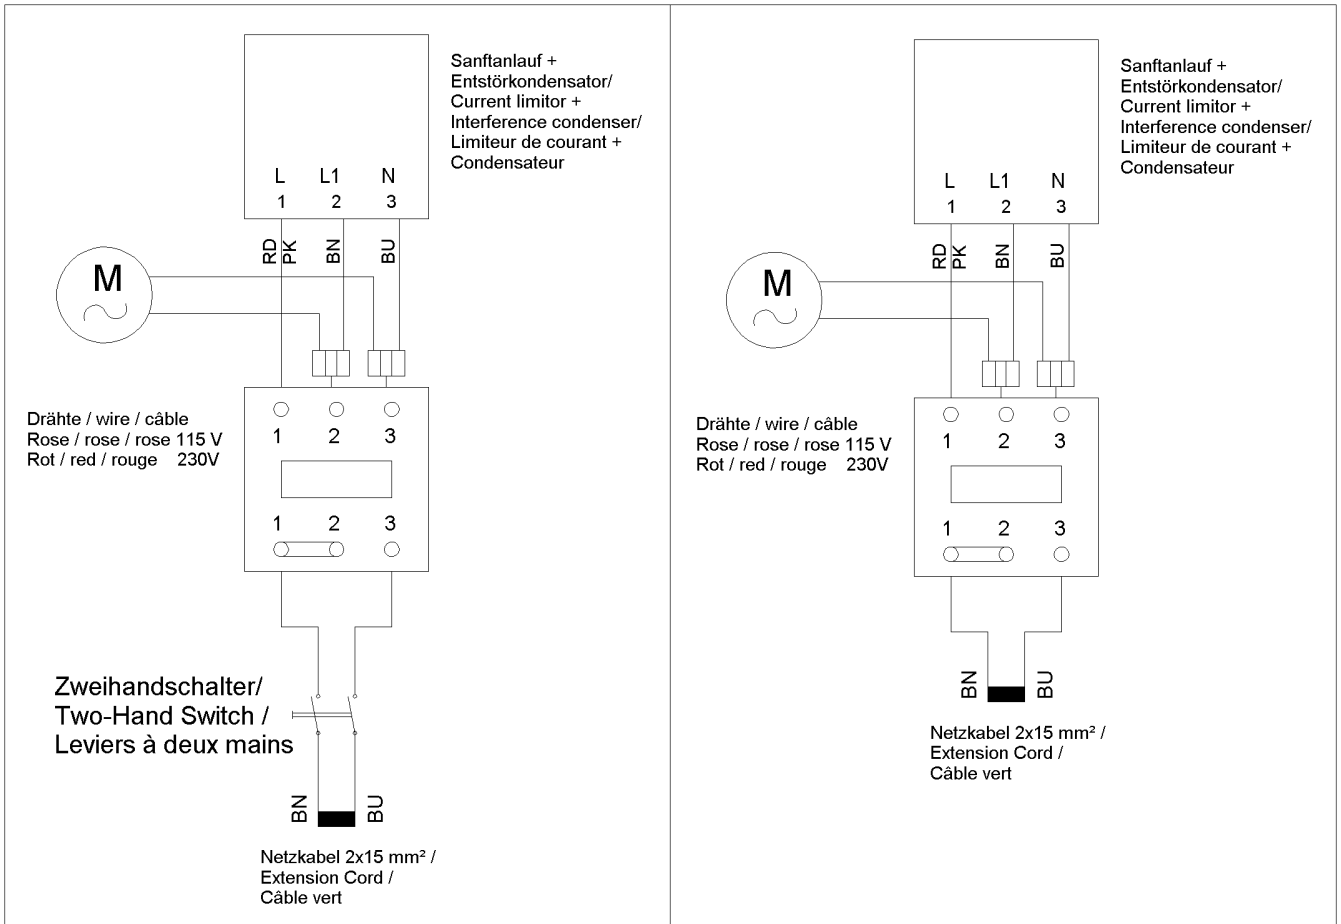 Sanftanlauf +
Entstörkondensator/
Current limitor +
Interference condenser/
Limiteur de courant +
Condensateur
L L1 N
1 2 3
RD PK BN BU
M
Drähte / wire / câble
Rose / rose / rose 115 V
Rot / red / rouge 230V
1 2 3
1 2 3
Zweihandschalter/
Two-Hand Switch /
Leviers à deux mains
BN BU
Netzkabel 2x15 mm² /
Extension Cord /
Câble vert
Sanftanlauf +
Entstörkondensator/
Current limitor +
Interference condenser/
Limiteur de courant +
Condensateur
L L1 N
1 2 3
RD PK BN BU
M
Drähte / wire / câble
Rose / rose / rose 115 V
Rot / red / rouge 230V
1 2 3
1 2 3
BN BU
Netzkabel 2x15 mm² /
Extension Cord /
Câble vert